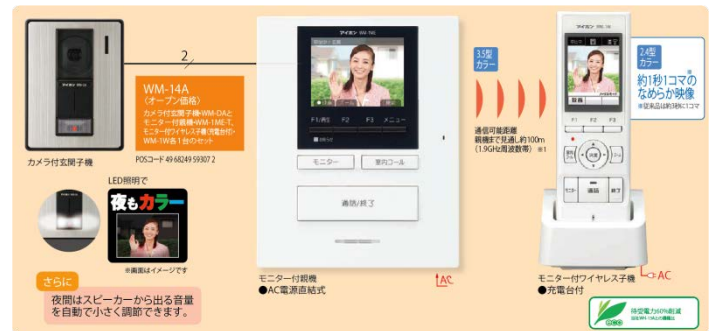 2
WM-14A
(オープン価格)
カメラ付玄関子機・WM-DAと
モニター付親機・WM-1ME-T、
モニター付ワイヤレス子機(充電台付)・
WM-1W各1台のセット
POSコード 49 68249 59307 2
カメラ付玄関子機
LED照明で
夜もカラー
※画面はイメージです
さらに
夜間はスピーカーから出る音量
を自動で小さく調節できます。
アイホン WM-1ME
F1/再生 F2 F3 メニュー
モニター 室内コール
通話/終了
モニター付親機
●AC電源直結式
AC
3.5型
カラー
通信可能距離
親機まで見通し約100m
(1.9GHz周波数帯) ※1
アイホン WM-1W
F1 F2 F3
モニター 通話 終了
2.4型
カラー
約1秒1コマの※
なめらか映像
※従来品は約3秒に1コマ
AC
モニター付ワイヤレス子機
●充電台付
eco
待受電力60%削減